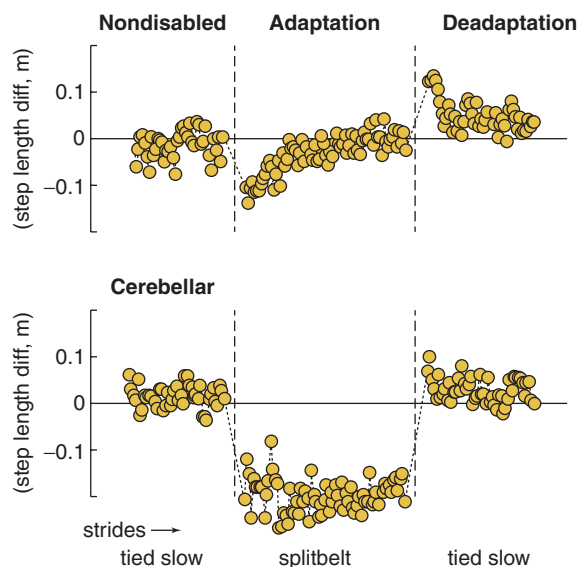 Nondisabled Adaptation Deadaptation
(step length diff, m)
0.1
0
−0.1
Cerebellar
(step length diff, m)
0.1
0
−0.1
strides →
tied slow splitbelt tied slow